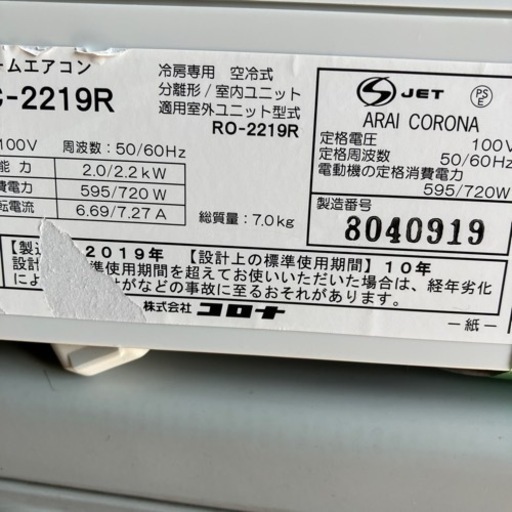 ームエアコン
C-2219R
冷房専用 空冷式
分離形/室内ユニット
適用室外ユニット型式
RO-2219R
100V 周波数:50/60Hz
能力 2.0/2.2kW
費電力 595/720W
転電流 6.69/7.27A
総質量:7.0kg
JET
PS
E
ARAI CORONA
定格電圧 100V
定格周波数 50/60Hz
電動機の定格消費電力
595/720W
製造番号
8040919
【製造 2019年 【設計上の標準使用期間】10年
設計 標準使用期間を超えてお使いいただいた場合は、経年劣化
によ けがなどの事故に至るおそれがあります。
株式会社 コロナ
-紙-